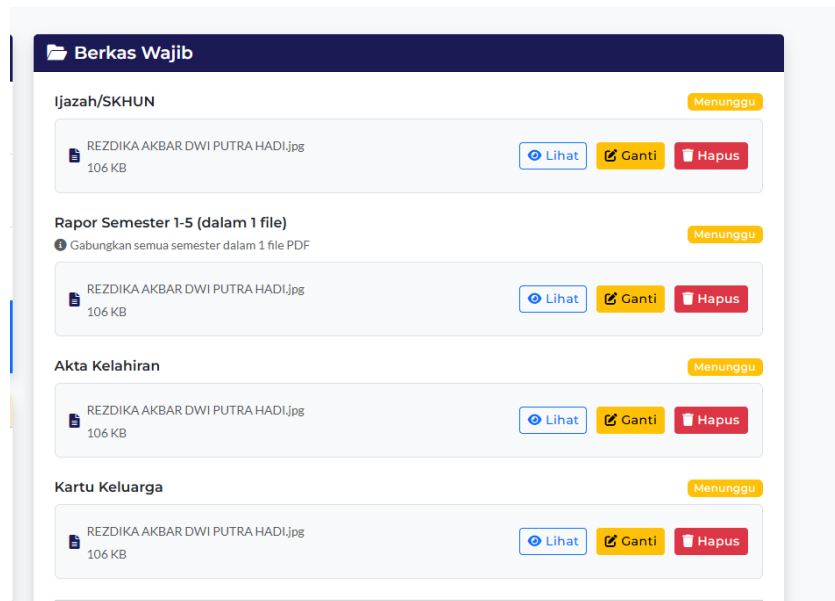 Berkas Wajib
Ijazah/SKHUN
Menunggu
REZDIKA AKBAR DWI PUTRA HADI.jpg
106 KB
Lihat
Ganti
Hapus
Rapor Semester 1-5 (dalam 1 file)
Gabungkan semua semester dalam 1 file PDF
Menunggu
REZDIKA AKBAR DWI PUTRA HADI.jpg
106 KB
Lihat
Ganti
Hapus
Akta Kelahiran
Menunggu
REZDIKA AKBAR DWI PUTRA HADI.jpg
106 KB
Lihat
Ganti
Hapus
Kartu Keluarga
Menunggu
REZDIKA AKBAR DWI PUTRA HADI.jpg
106 KB
Lihat
Ganti
Hapus